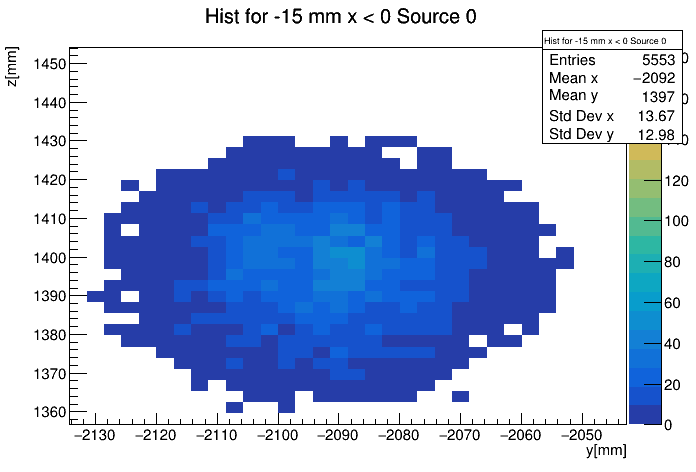 Hist for -15 mm x < 0 Source 0
z[mm]
Hist for -15 mm x < 0 Source 0
Entries 5553
Mean x −2092
Mean y 1397
Std Dev x 13.67
Std Dev y 12.98
1450
1440
1430
1420
1410
1400
1390
1380
1370
1360
120
100
80
60
40
20
0
−2130 −2120 −2110 −2100 −2090 −2080 −2070 −2060 −2050
y[mm]